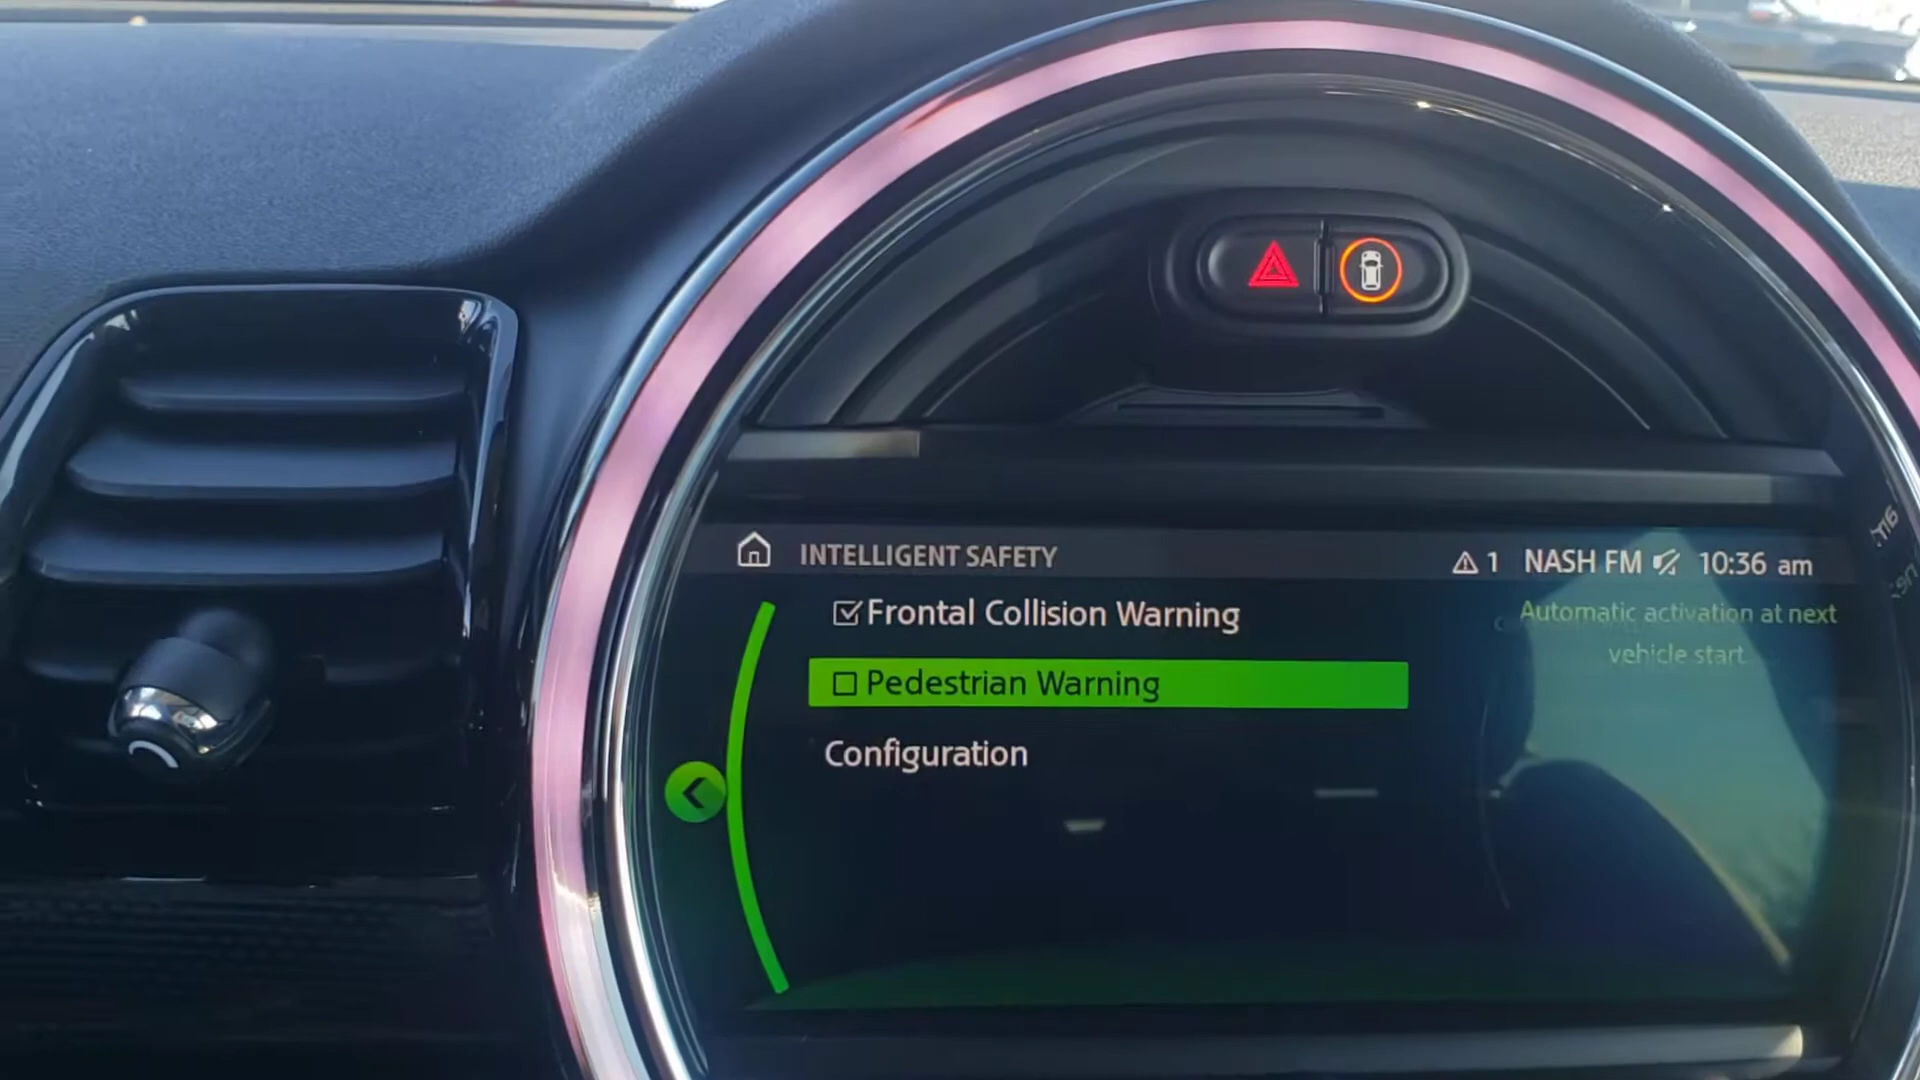 INTELLIGENT SAFETY
1 NASH FM 10:36 am
Frontal Collision Warning
Automatic activation at next
vehicle start
Pedestrian Warning
Configuration